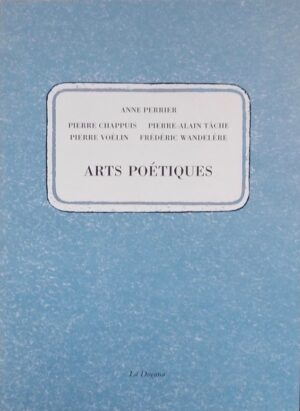 ANNE PERRIER
PIERRE CHAPPUIS PIERRE-ALAIN TÂCHE
PIERRE VOÉLIN FRÉDÉRIC WANDELÈRE
ARTS POÉTIQUES
La Dogana